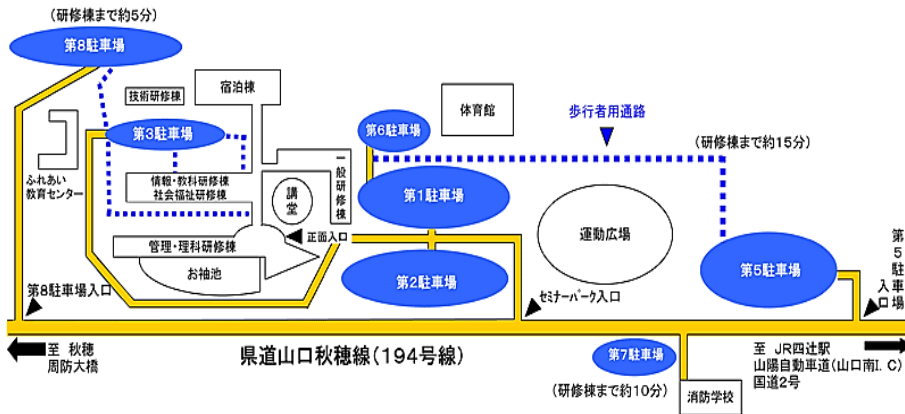 (研修棟まで約5分)
第8駐車場
宿泊棟
技術研修棟
体育館
歩行者用通路
第3駐車場
第6駐車場
(研修棟まで約15分)
ふれあい
教育センター
情報・教科研修棟
社会福祉研修棟
講堂
一般研修棟
第1駐車場
運動広場
正面入口
管理・理科研修棟
お袖池
第2駐車場
第5駐車場
第5駐車場入口
第8駐車場入口
セミナーパーク入口
至 秋穂
周防大橋
県道山口秋穂線(194号線)
第7駐車場
(研修棟まで約10分)
消防学校
至 JR四辻駅
山陽自動車道(山口南I.C)
国道2号